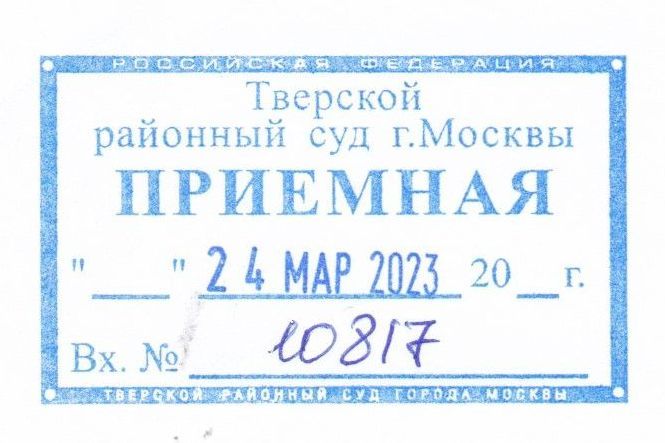 РОССИЙСКАЯ ФЕДЕРАЦИЯ
Тверской
районный суд г.Москвы
ПРИЕМНАЯ
"___" 24 МАР 2023 20__г.
Вх. № 10817
ТВЕРСКОЙ РАЙОННЫЙ СУД ГОРОДА МОСКВЫ